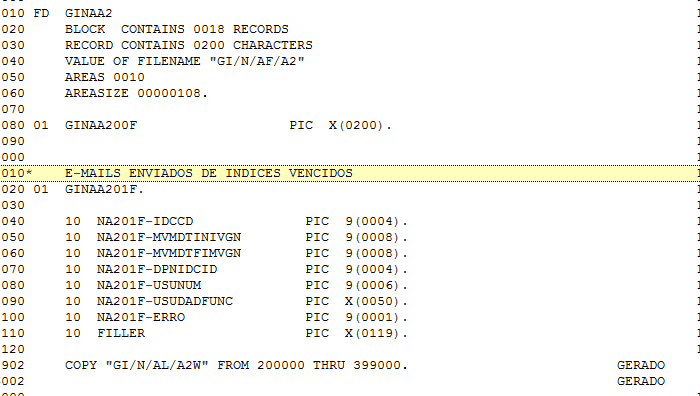 010 FD  GINAA2
020     BLOCK  CONTAINS 0018 RECORDS
030     RECORD CONTAINS 0200 CHARACTERS
040     VALUE OF FILENAME "GI/N/AF/A2"
050     AREAS 0010
060     AREASIZE 00000108.
070
080 01  GINAA200F                   PIC  X(0200).
090
000
010*    E-MAILS ENVIADOS DE INDICES VENCIDOS
020 01  GINAA201F.
030
040     10  NA201F-IDCCD              PIC  9(0004).
050     10  NA201F-MVMDTINIVGN        PIC  9(0008).
060     10  NA201F-MVMDTFIMVGN        PIC  9(0008).
070     10  NA201F-DPNIDCID           PIC  9(0004).
080     10  NA201F-USUNUM             PIC  9(0006).
090     10  NA201F-USUDADFUNC         PIC  X(0050).
100     10  NA201F-ERRO               PIC  9(0001).
110     10  FILLER                    PIC  X(0119).
120
902     COPY "GI/N/AL/A2W" FROM 200000 THRU 399000.                          GERADO
002                                                                          GERADO